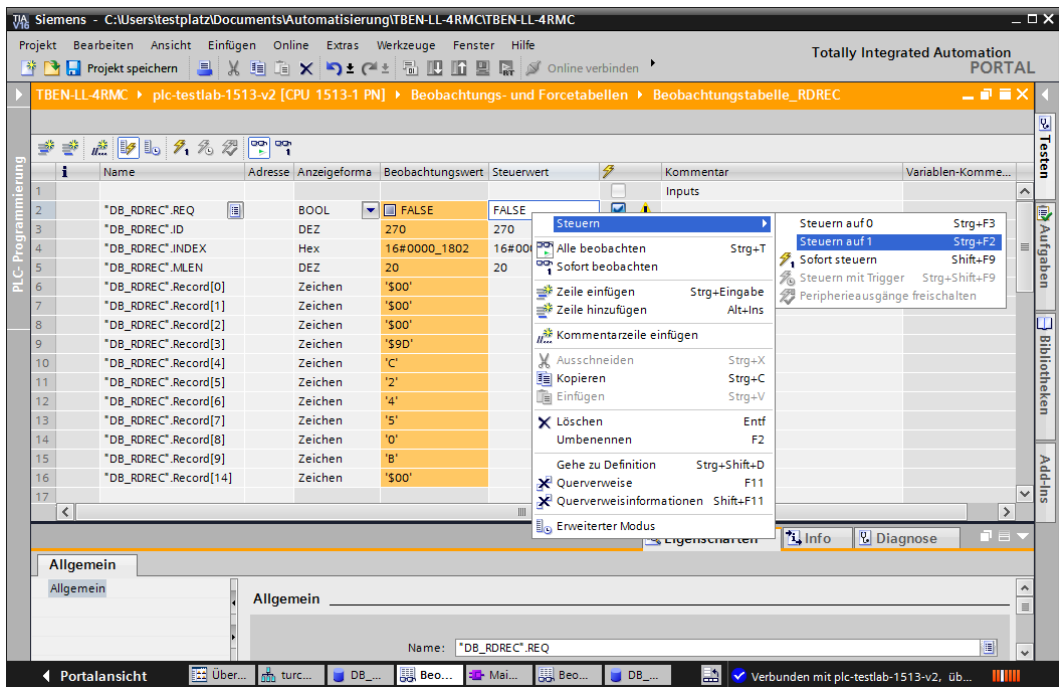 TIA V16 Siemens - C:\Users\testplatz\Documents\Automatisierung\TBEN-LL-4RMC\TBEN-LL-4RMC
Projekt Bearbeiten Ansicht Einfügen Online Extras Werkzeuge Fenster Hilfe
Totally Integrated Automation
PORTAL
Projekt speichern Online verbinden
TBEN-LL-4RMC plc-testlab-1513-v2 [CPU 1513-1 PN] Beobachtungs- und Forcetabellen Beobachtungstabelle_RDREC
i Name Adresse Anzeigeforma Beobachtungswert Steuerwert Kommentar Variablen-Komme...
1 Inputs
2 "DB_RDREC".REQ BOOL FALSE FALSE
3 "DB_RDREC".ID DEZ 270 270
4 "DB_RDREC".INDEX Hex 16#0000_1802 16#00
5 "DB_RDREC".MLEN DEZ 20 20
6 "DB_RDREC".Record[0] Zeichen '$00'
7 "DB_RDREC".Record[1] Zeichen '$00'
8 "DB_RDREC".Record[2] Zeichen '$00'
9 "DB_RDREC".Record[3] Zeichen '$9D'
10 "DB_RDREC".Record[4] Zeichen 'C'
11 "DB_RDREC".Record[5] Zeichen '2'
12 "DB_RDREC".Record[6] Zeichen '4'
13 "DB_RDREC".Record[7] Zeichen '5'
14 "DB_RDREC".Record[8] Zeichen '0'
15 "DB_RDREC".Record[9] Zeichen 'B'
16 "DB_RDREC".Record[14] Zeichen '$00'
17
Steuern
Alle beobachten Strg+T
Sofort beobachten
Zeile einfügen Strg+Eingabe
Zeile hinzufügen Alt+Ins
Kommentarzeile einfügen
Ausschneiden Strg+X
Kopieren Strg+C
Einfügen Strg+V
Löschen Entf
Umbenennen F2
Gehe zu Definition Strg+Shift+D
Querverweise F11
Querverweisinformationen Shift+F11
Erweiterter Modus
Steuern auf 0 Strg+F3
Steuern auf 1 Strg+F2
Sofort steuern Shift+F9
Steuern mit Trigger Strg+Shift+F9
Peripherieausgänge freischalten
PLC- Programmierung
Testen
Aufgaben
Bibliotheken
Add-Ins
Eigenschaften Info Diagnose
Allgemein
Allgemein
Allgemein
Name: "DB_RDREC".REQ
Portalansicht Über... turc... DB_... Beo... Mai... Beo... DB_... Verbunden mit plc-testlab-1513-v2, üb...